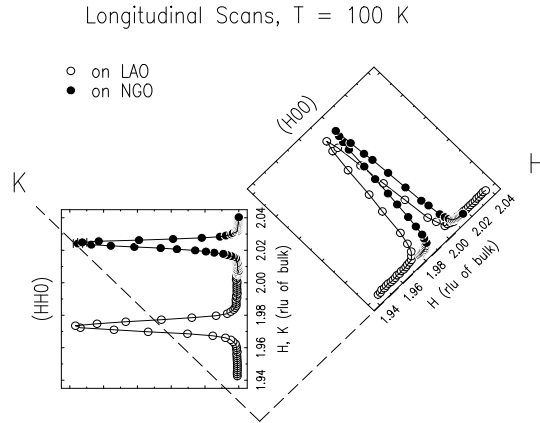 Longitudinal Scans, T = 100 K
on LAO
on NGO
(H00)
H
K
2.04
2.02
2.00
1.98
1.96
1.94
H (rlu of bulk)
(HH0)
2.04
2.02
2.00
1.98
1.96
1.94
H, K (rlu of bulk)